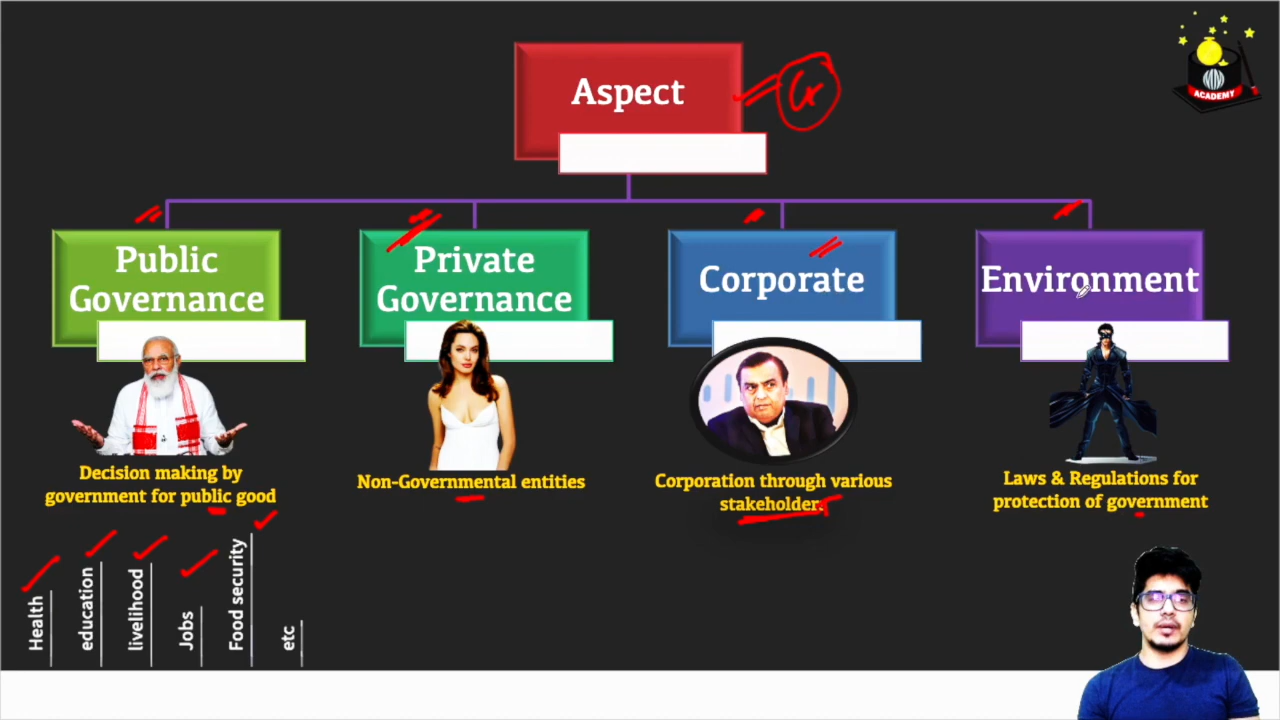 Aspect
MN
ACADEMY
Public
Governance
Private
Governance
Corporate
Environment
Decision making by
government for public good
Non-Governmental entities
Corporation through various
stakeholder.
Laws & Regulations for
protection of government
Health
education
livelihood
Jobs
Food security
etc